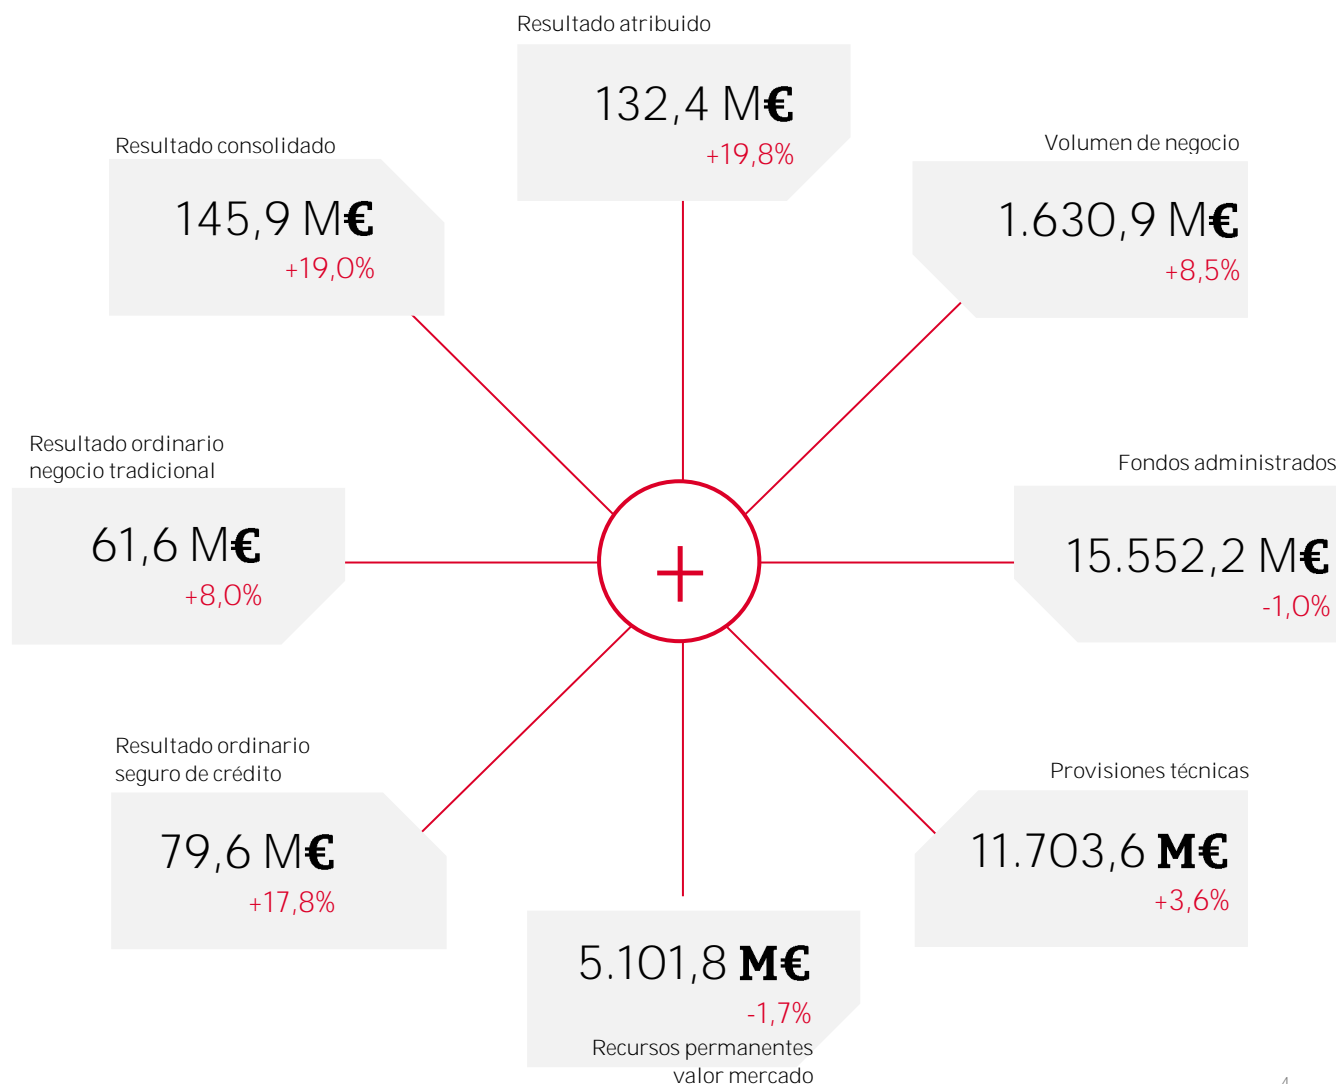 Resultado atribuido
132,4 M€
+19,8%
Resultado consolidado
145,9 M€
+19,0%
Volumen de negocio
1.630,9 M€
+8,5%
Resultado ordinario
negocio tradicional
61,6 M€
+8,0%
Fondos administrados
15.552,2 M€
-1,0%
Resultado ordinario
seguro de crédito
79,6 M€
+17,8%
Provisiones técnicas
11.703,6 M€
+3,6%
5.101,8 M€
-1,7%
Recursos permanentes
valor mercado
4